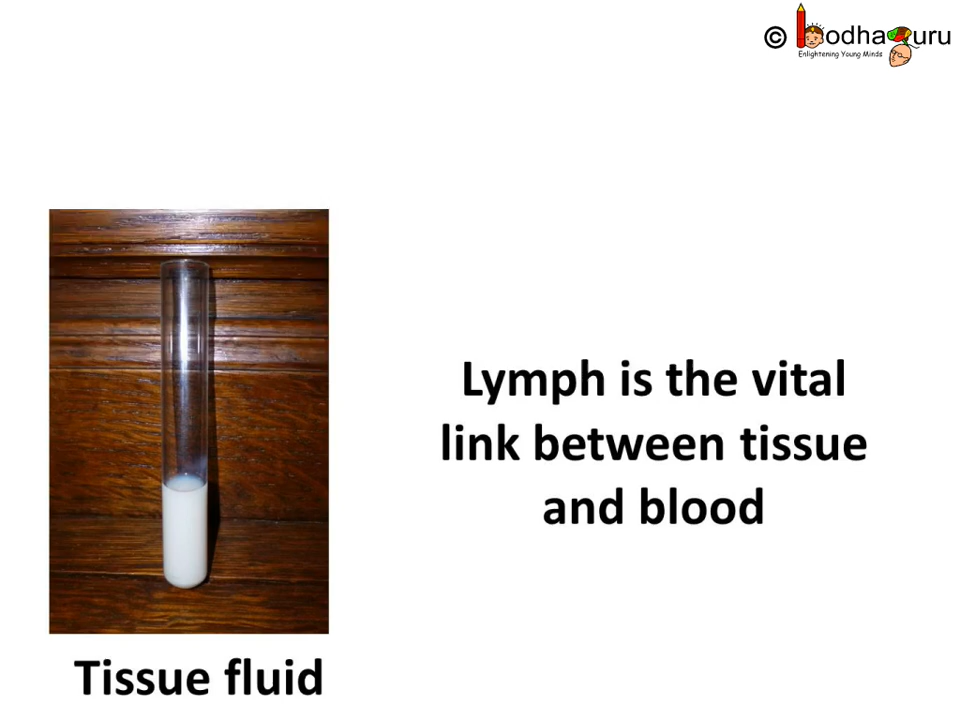 © BodhaGuru
Enlightening Young Minds
Lymph is the vital
link between tissue
and blood
Tissue fluid